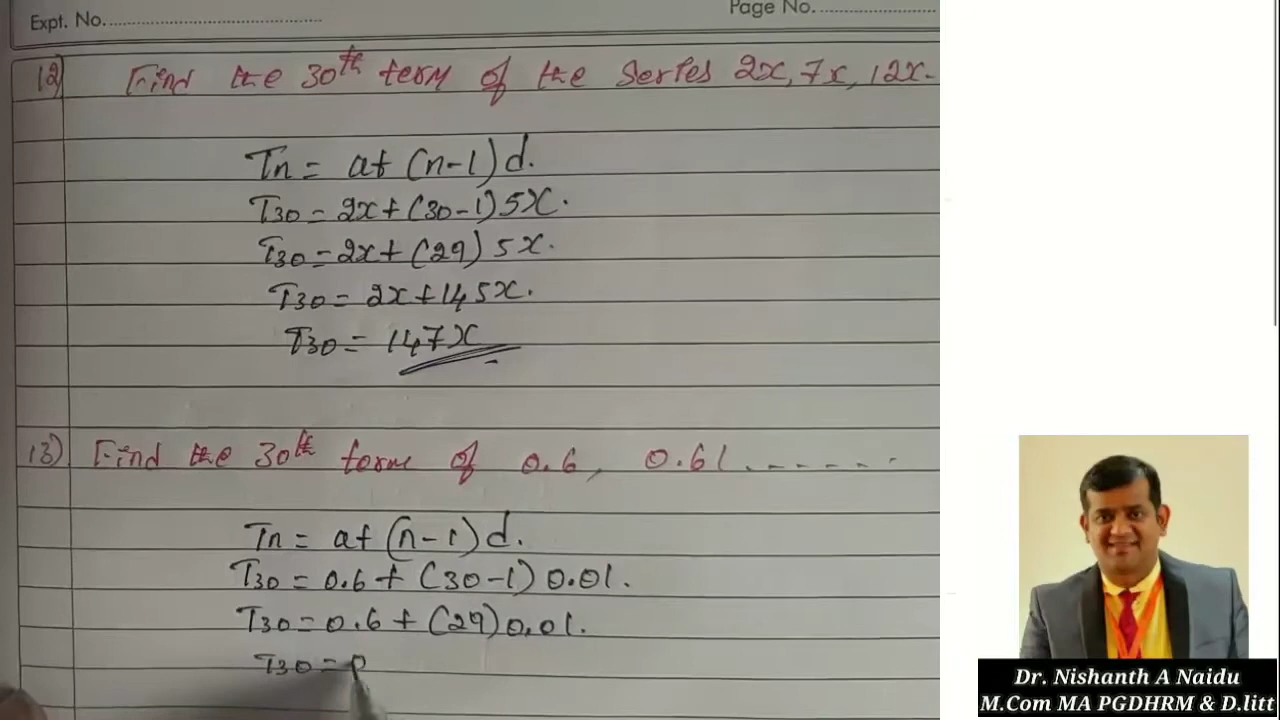 Expt. No.
Page No.
12) Find the 30th term of the series 2x, 7x, 12x.
Tn = a+ (n-1) d.
T30 = 2x+(30-1) 5x.
T30 = 2x+ (29) 5x.
T30 = 2x+145x.
T30 = 147x
13) Find the 30th term of 0.6, 0.61.......
Tn = a+ (n-1) d.
T30 = 0.6+ (30-1) 0.01.
T30 = 0.6 + (29) 0.01.
T30 = 0
Dr. Nishanth A Naidu
M.Com MA PGDHRM & D.litt